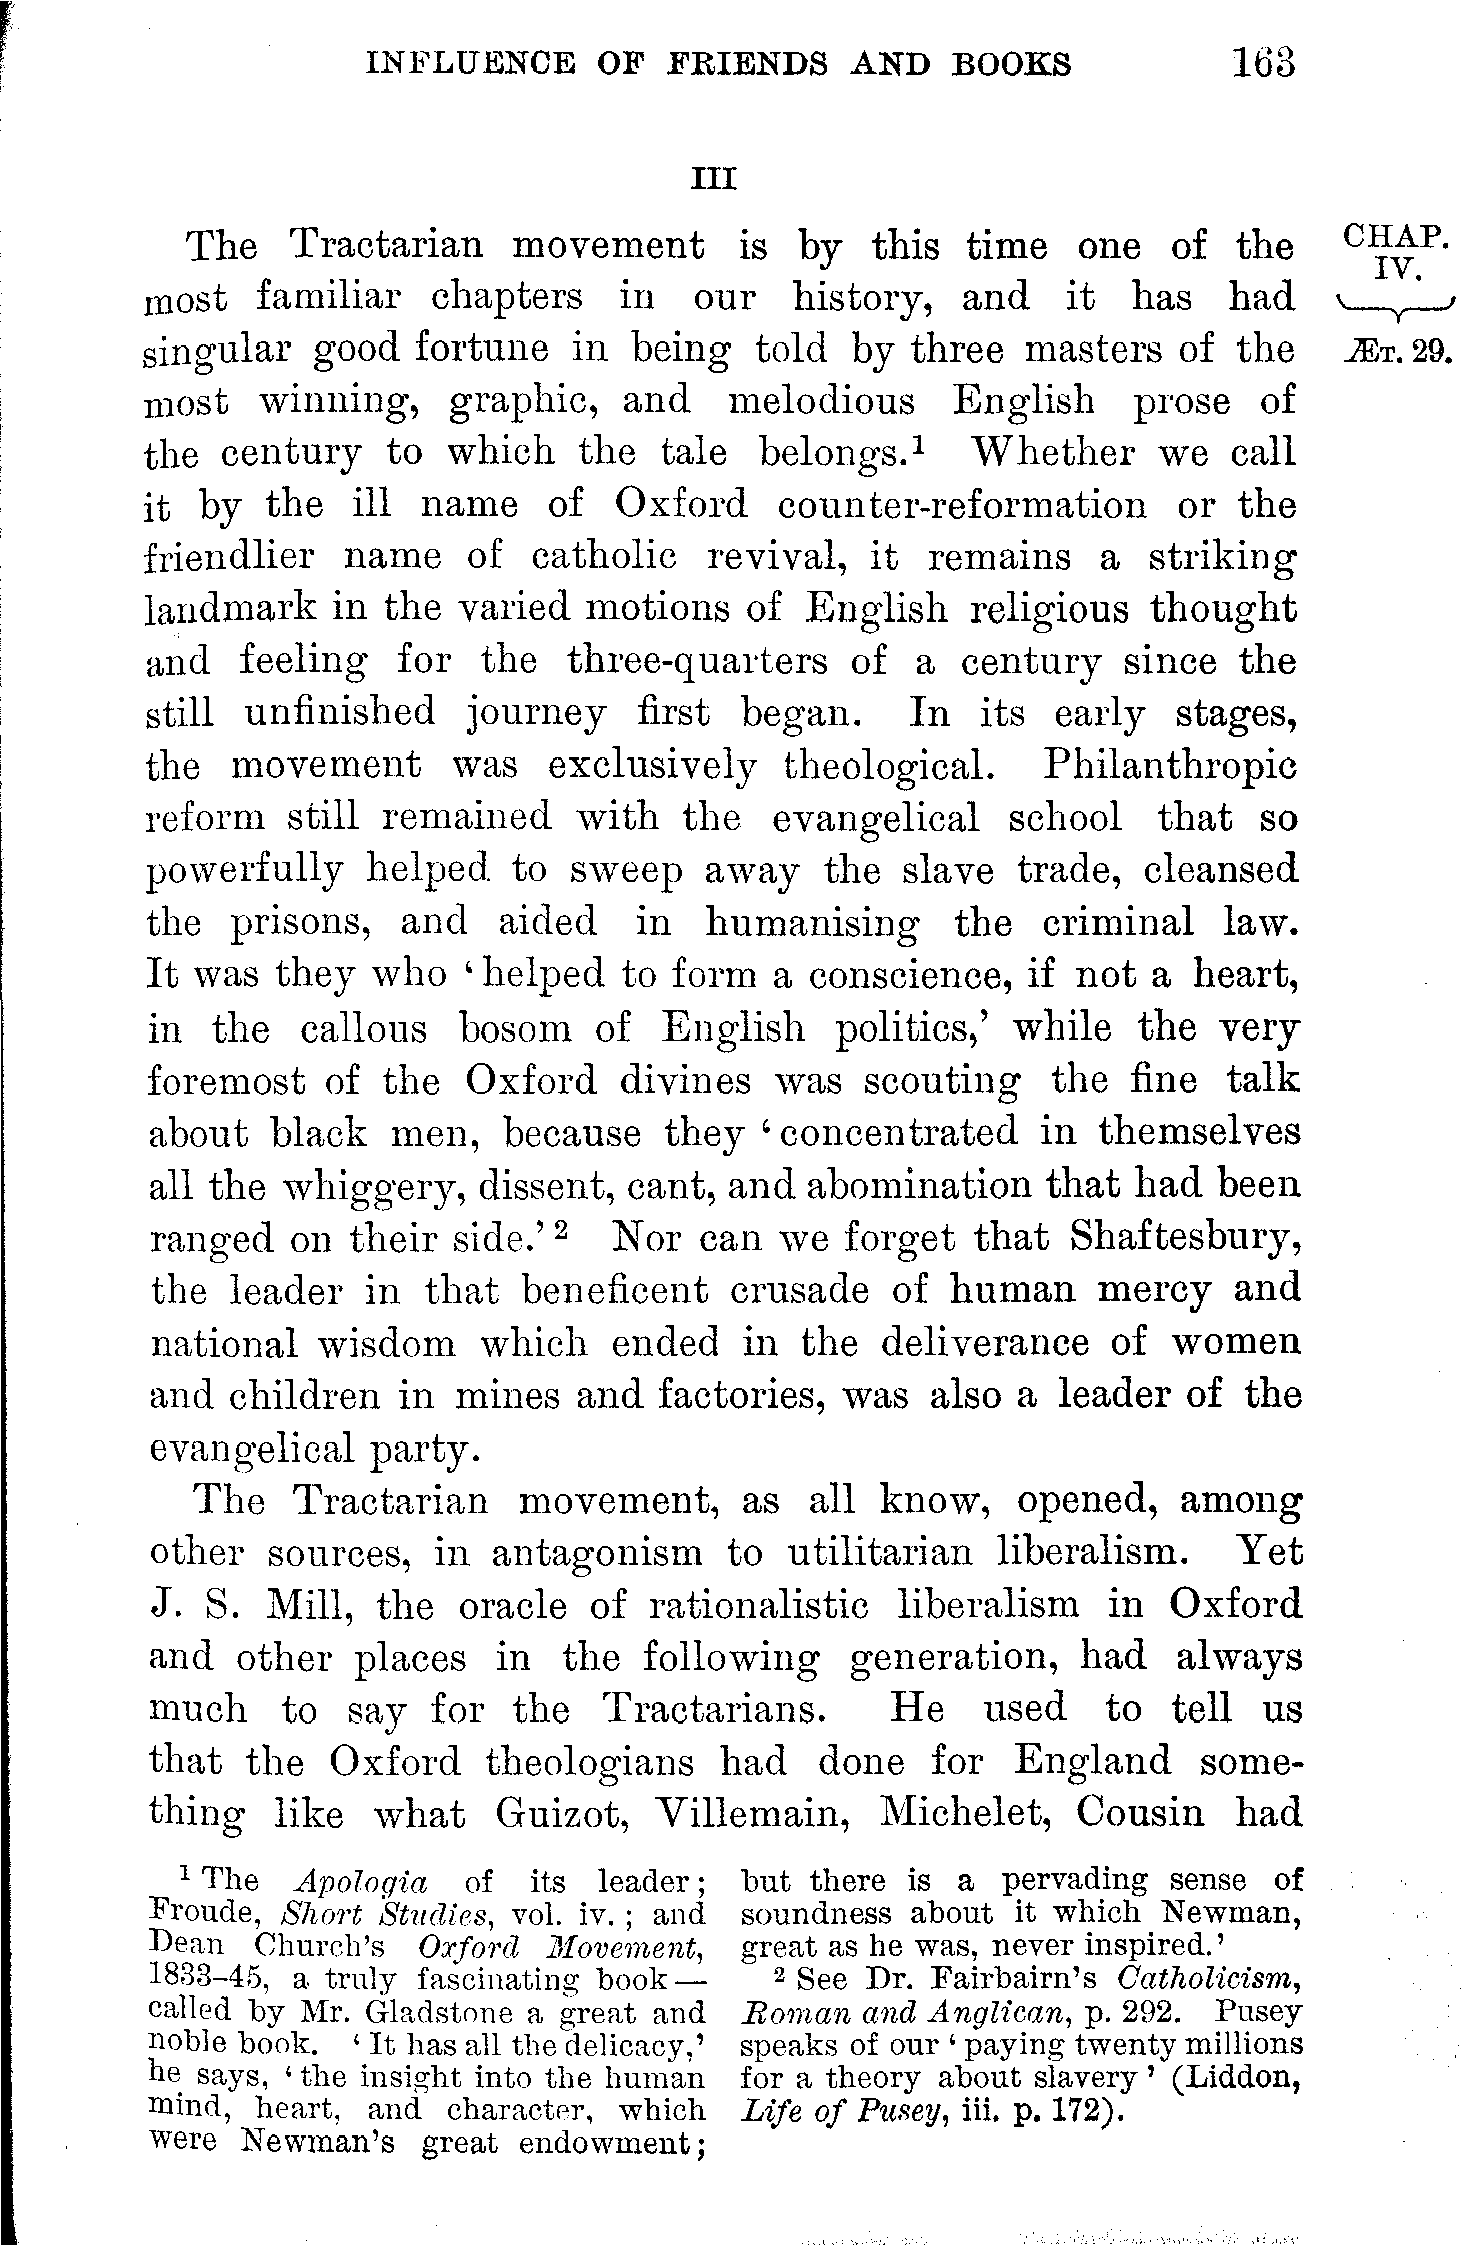 INFLUENCE OF FRIENDS AND BOOKS 163
III
CHAP.
IV.
ÆT. 29.
The Tractarian movement is by this time one of the
most familiar chapters in our history, and it has had
singular good fortune in being told by three masters of the
most winning, graphic, and melodious English prose of
the century to which the tale belongs.¹ Whether we call
it by the ill name of Oxford counter-reformation or the
friendlier name of catholic revival, it remains a striking
landmark in the varied motions of English religious thought
and feeling for the three-quarters of a century since the
still unfinished journey first began. In its early stages,
the movement was exclusively theological. Philanthropic
reform still remained with the evangelical school that so
powerfully helped to sweep away the slave trade, cleansed
the prisons, and aided in humanising the criminal law.
It was they who ‘helped to form a conscience, if not a heart,
in the callous bosom of English politics,’ while the very
foremost of the Oxford divines was scouting the fine talk
about black men, because they ‘concentrated in themselves
all the whiggery, dissent, cant, and abomination that had been
ranged on their side.’² Nor can we forget that Shaftesbury,
the leader in that beneficent crusade of human mercy and
national wisdom which ended in the deliverance of women
and children in mines and factories, was also a leader of the
evangelical party.
The Tractarian movement, as all know, opened, among
other sources, in antagonism to utilitarian liberalism. Yet
J. S. Mill, the oracle of rationalistic liberalism in Oxford
and other places in the following generation, had always
much to say for the Tractarians. He used to tell us
that the Oxford theologians had done for England some-
thing like what Guizot, Villemain, Michelet, Cousin had
¹ The Apologia of its leader;
Froude, Short Studies, vol. iv.; and
Dean Church's Oxford Movement,
1833–45, a truly fascinating book—
called by Mr. Gladstone a great and
noble book. ‘It has all the delicacy,’
he says, ‘the insight into the human
mind, heart, and character, which
were Newman's great endowment;
but there is a pervading sense of
soundness about it which Newman,
great as he was, never inspired.’
² See Dr. Fairbairn's Catholicism,
Roman and Anglican, p. 292. Pusey
speaks of our ‘paying twenty millions
for a theory about slavery’ (Liddon,
Life of Pusey, iii. p. 172).